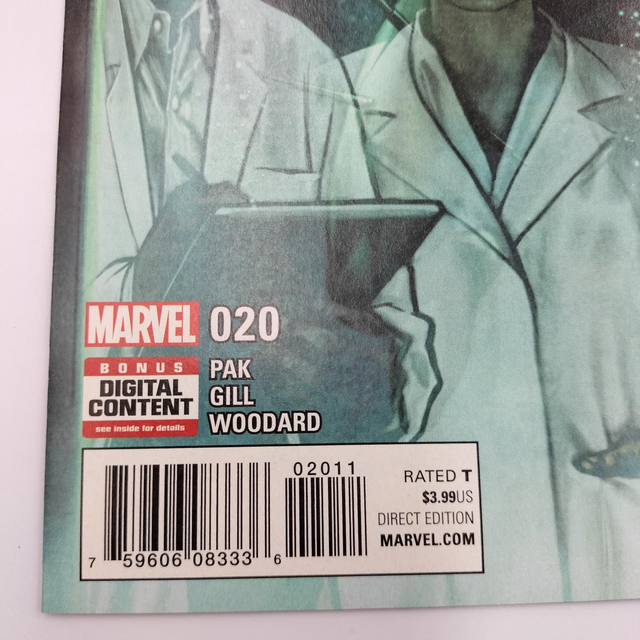 MARVEL 020
BONUS
DIGITAL
CONTENT
see inside for details
PAK
GILL
WOODARD
02011
RATED T
$3.99US
DIRECT EDITION
MARVEL.COM
7 59606 08333 6